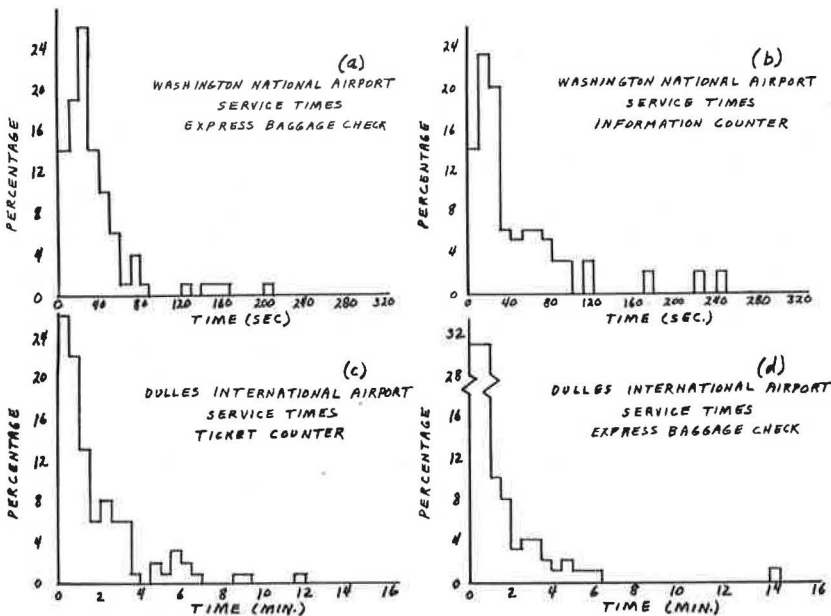 (a)
WASHINGTON NATIONAL AIRPORT
SERVICE TIMES
EXPRESS BAGGAGE CHECK
PERCENTAGE
24
20
16
12
8
4
0
0 40 80 120 160 200 240 280 320
TIME (SEC)
(b)
WASHINGTON NATIONAL AIRPORT
SERVICE TIMES
INFORMATION COUNTER
PERCENTAGE
24
20
16
12
8
4
0
0 40 80 120 160 200 240 280 320
TIME (SEC.)
(c)
DULLES INTERNATIONAL AIRPORT
SERVICE TIMES
TICKET COUNTER
PERCENTAGE
24
20
16
12
8
4
0
0 2 4 6 8 10 12 14 16
TIME (MIN.)
(d)
DULLES INTERNATIONAL AIRPORT
SERVICE TIMES
EXPRESS BAGGAGE CHECK
PERCENTAGE
32
28
16
12
8
4
0
0 2 4 6 8 10 12 14 16
TIME (MIN.)